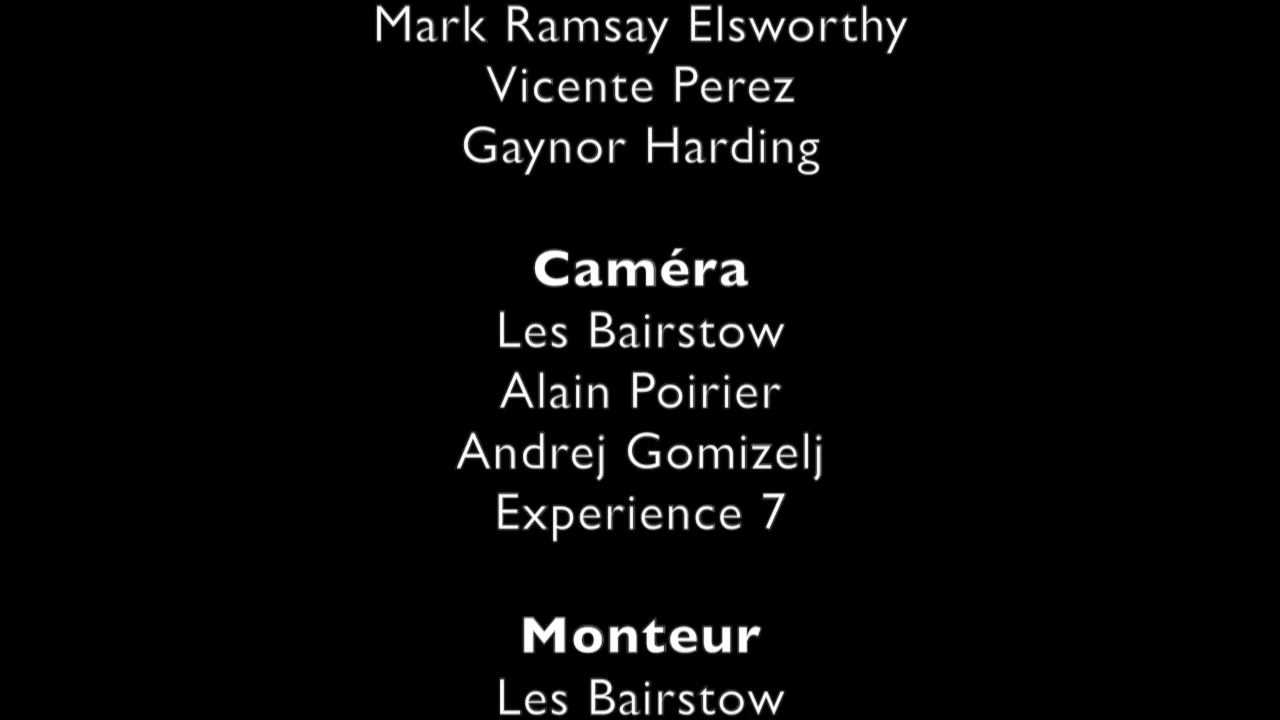 Mark Ramsay Elsworthy
Vicente Perez
Gaynor Harding
Caméra
Les Bairstow
Alain Poirier
Andrej Gomizelj
Experience 7
Monteur
Les Bairstow